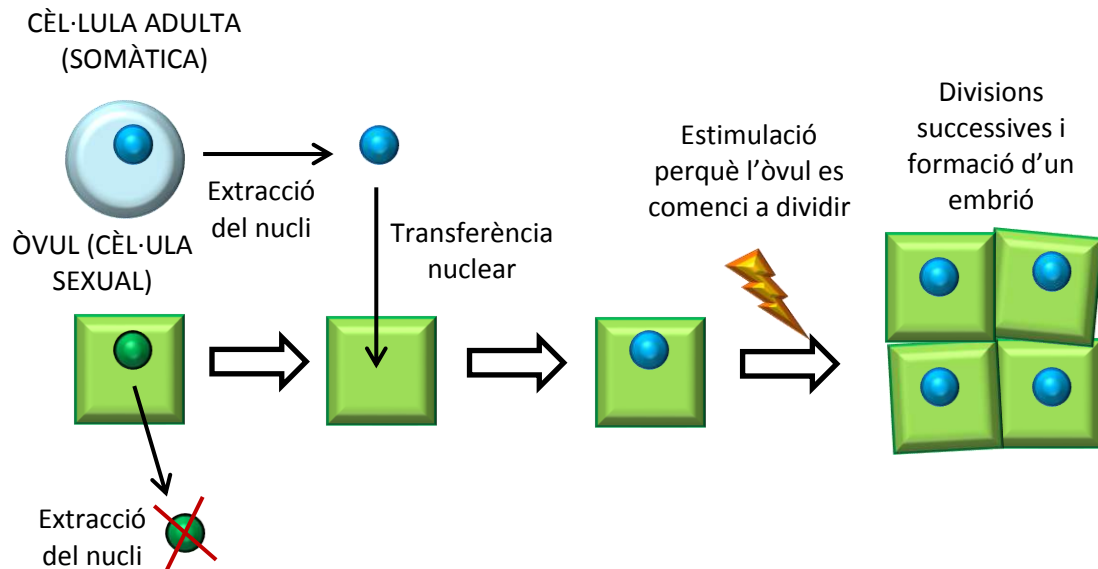 CÈL·LULA ADULTA
(SOMÀTICA)
Extracció
del nucli
ÒVUL (CÈL·ULA
SEXUAL)
Transferència
nuclear
Estimulació
perquè l'òvul es
comenci a dividir
Divisions
successives i
formació d'un
embrió
Extracció
del nucli